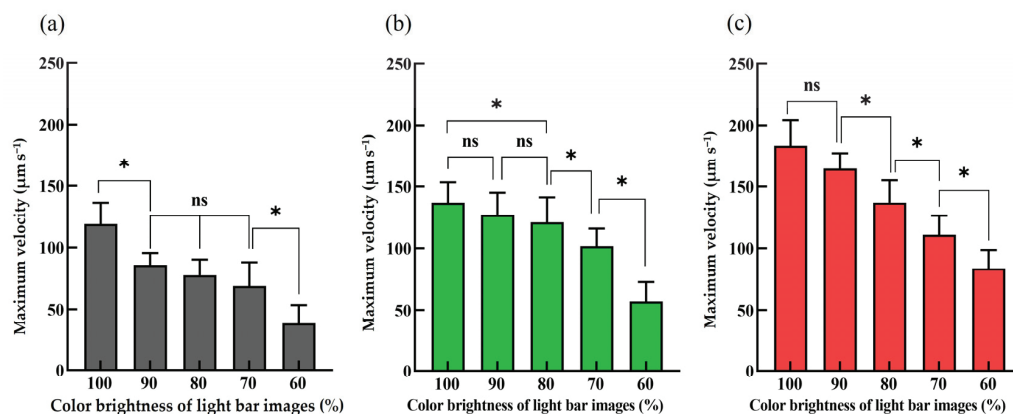 (a)
250
200
150
100
50
0
Maximum velocity (µm s⁻¹)
*
ns
*
100 90 80 70 60
Color brightness of light bar images (%)
(b)
250
200
150
100
50
0
Maximum velocity (µm s⁻¹)
*
ns ns
*
*
100 90 80 70 60
Color brightness of light bar images (%)
(c)
250
200
150
100
50
0
Maximum velocity (µm s⁻¹)
ns
*
*
*
100 90 80 70 60
Color brightness of light bar images (%)